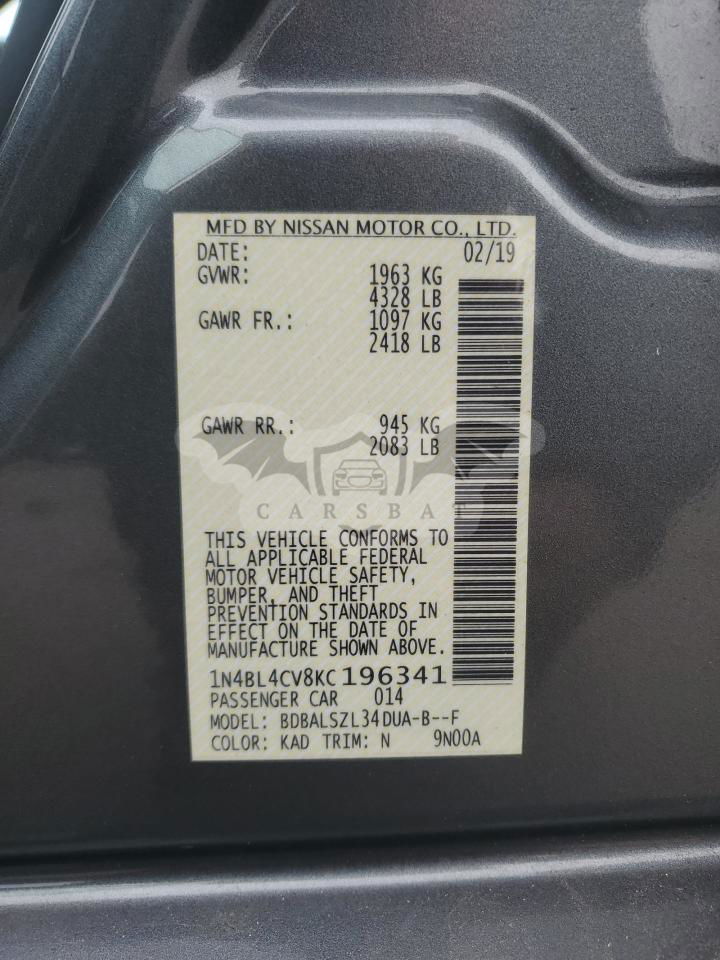 MFD BY NISSAN MOTOR CO., LTD.
DATE: 02/19
GVWR: 1963 KG
4328 LB
GAWR FR.: 1097 KG
2418 LB
GAWR RR.: 945 KG
2083 LB
CARSBAT
THIS VEHICLE CONFORMS TO
ALL APPLICABLE FEDERAL
MOTOR VEHICLE SAFETY,
BUMPER, AND THEFT
PREVENTION STANDARDS IN
EFFECT ON THE DATE OF
MANUFACTURE SHOWN ABOVE.
1N4BL4CV8KC196341
PASSENGER CAR 014
MODEL: BDBALSZL34DUA-B--F
COLOR: KAD TRIM: N 9N00A